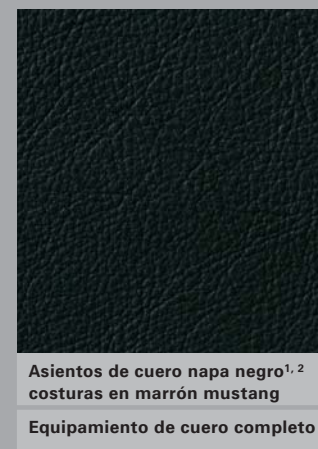 Asientos de cuero napa negro¹, ²
costuras en marrón mustang
Equipamiento de cuero completo